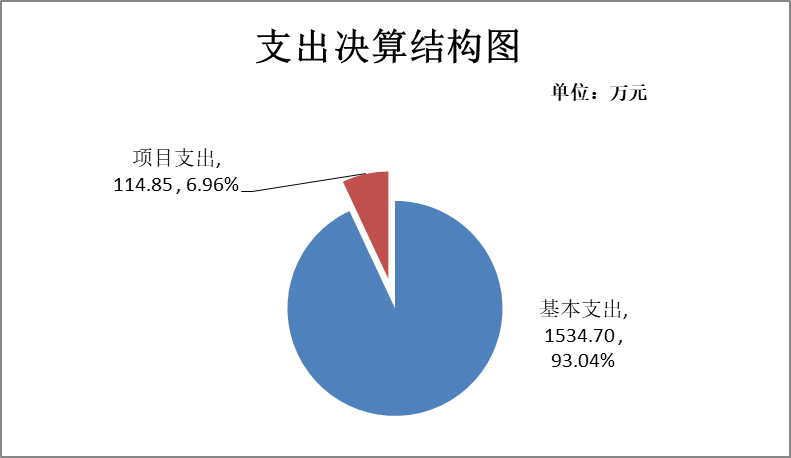 支出决算结构图
单位：万元
项目支出,
114.85 , 6.96%
基本支出,
1534.70 ,
93.04%